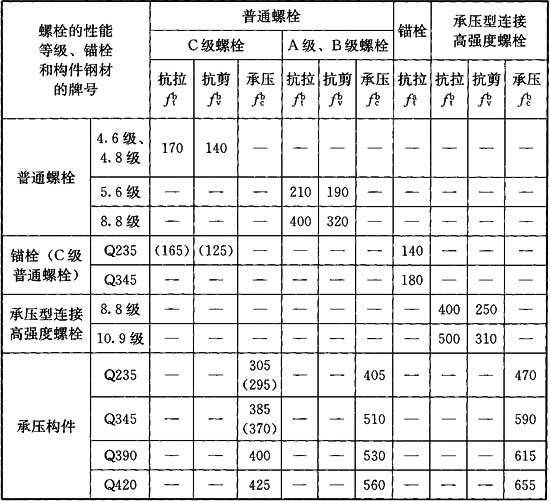 螺栓的性能
等级、锚栓
和构件钢材
的牌号
普通螺栓
锚栓
承压型连接
高强度螺栓
C级螺栓
A级、B级螺栓
抗拉 抗剪 承压 抗拉 抗剪 承压 抗拉 抗拉 抗剪 承压
f_t^b f_v^b f_c^b f_t^b f_v^b f_c^b f_t^a f_t^b f_v^b f_c^b
普通螺栓
4.6级、
4.8级
170 140 — — — — — — — —
5.6级 — — — 210 190 — — — — —
8.8级 — — — 400 320 — — — — —
锚栓(C级
普通螺栓)
Q235 (165) (125) — — — — 140 — — —
Q345 — — — — — — 180 — — —
承压型连接
高强度螺栓
8.8级 — — — — — — — 400 250 —
10.9级 — — — — — — — 500 310 —
承压构件
Q235 — — 305
(295)
— — 405 — — — 470
Q345 — — 385
(370)
— — 510 — — — 590
Q390 — — 400 — — 530 — — — 615
Q420 — — 425 — — 560 — — — 655